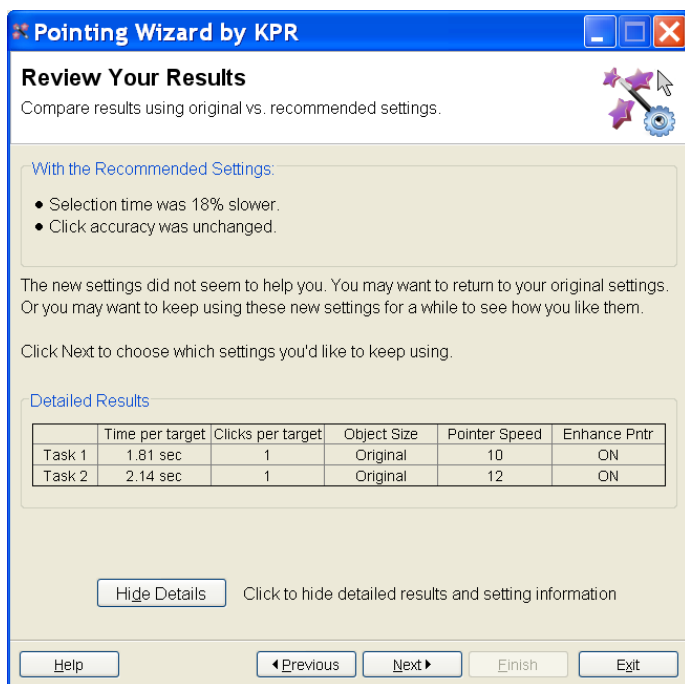 Pointing Wizard by KPR
Review Your Results
Compare results using original vs. recommended settings.
With the Recommended Settings:
● Selection time was 18% slower.
● Click accuracy was unchanged.
The new settings did not seem to help you. You may want to return to your original settings.
Or you may want to keep using these new settings for a while to see how you like them.
Click Next to choose which settings you'd like to keep using.
Detailed Results
Time per target Clicks per target Object Size Pointer Speed Enhance Pntr
Task 1 1.81 sec 1 Original 10 ON
Task 2 2.14 sec 1 Original 12 ON
Hide Details Click to hide detailed results and setting information
Help Previous Next Finish Exit